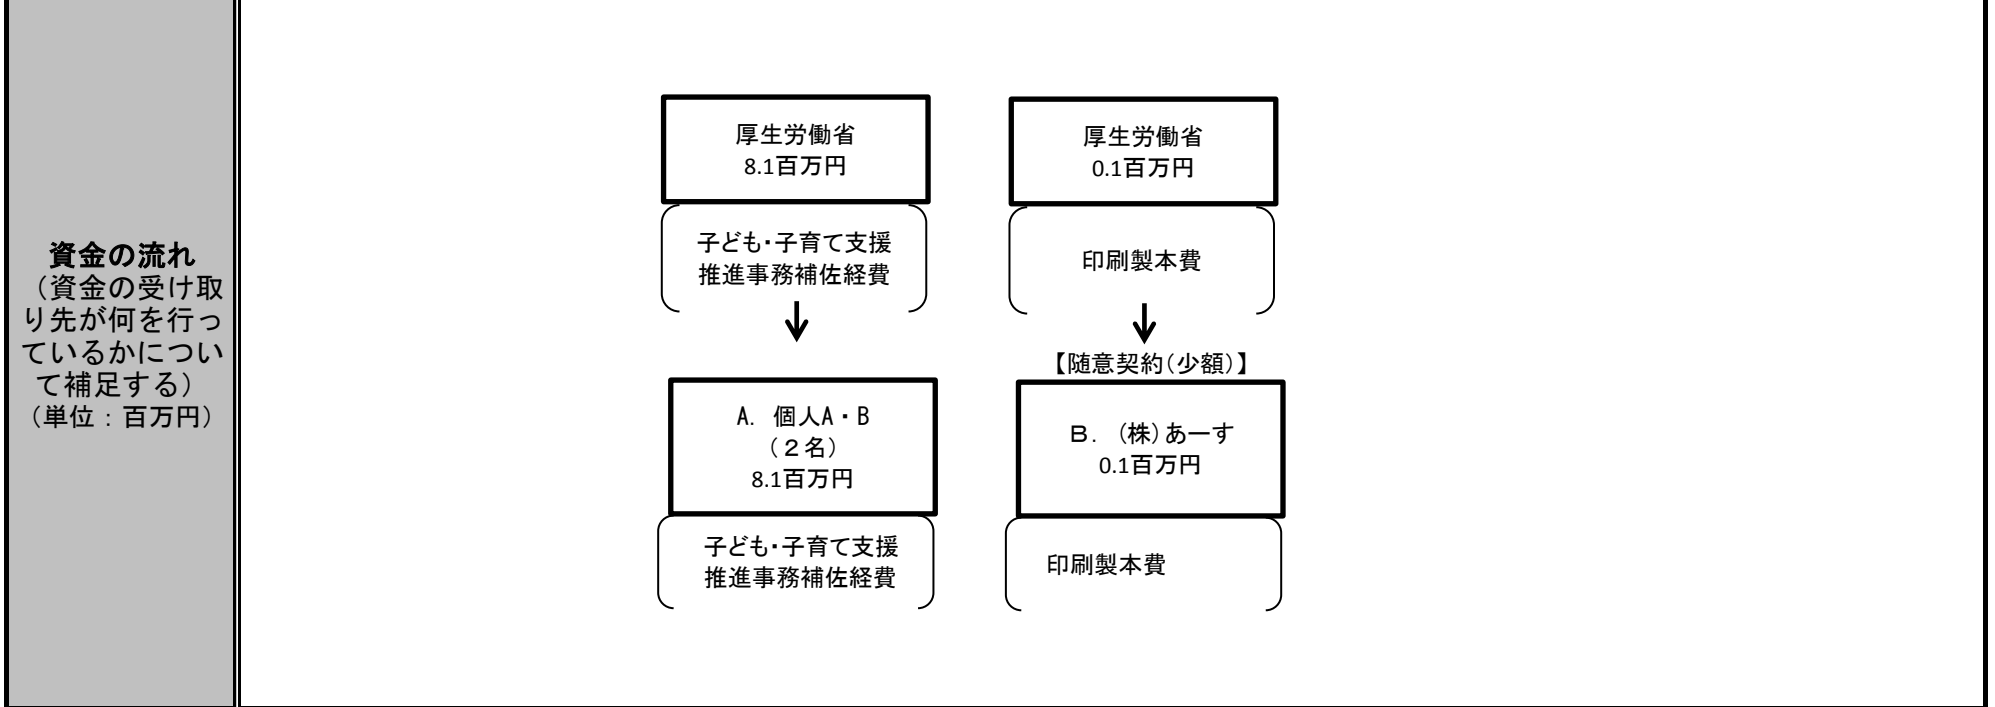 資金の流れ
（資金の受け取
り先が何を行っ
ているかについ
て補足する）
（単位：百万円）
厚生労働省
8.1百万円
子ども・子育て支援
推進事務補佐経費
A. 個人A・B
（２名）
8.1百万円
子ども・子育て支援
推進事務補佐経費
厚生労働省
0.1百万円
印刷製本費
【随意契約（少額）】
Ｂ．（株）あーす
0.1百万円
印刷製本費